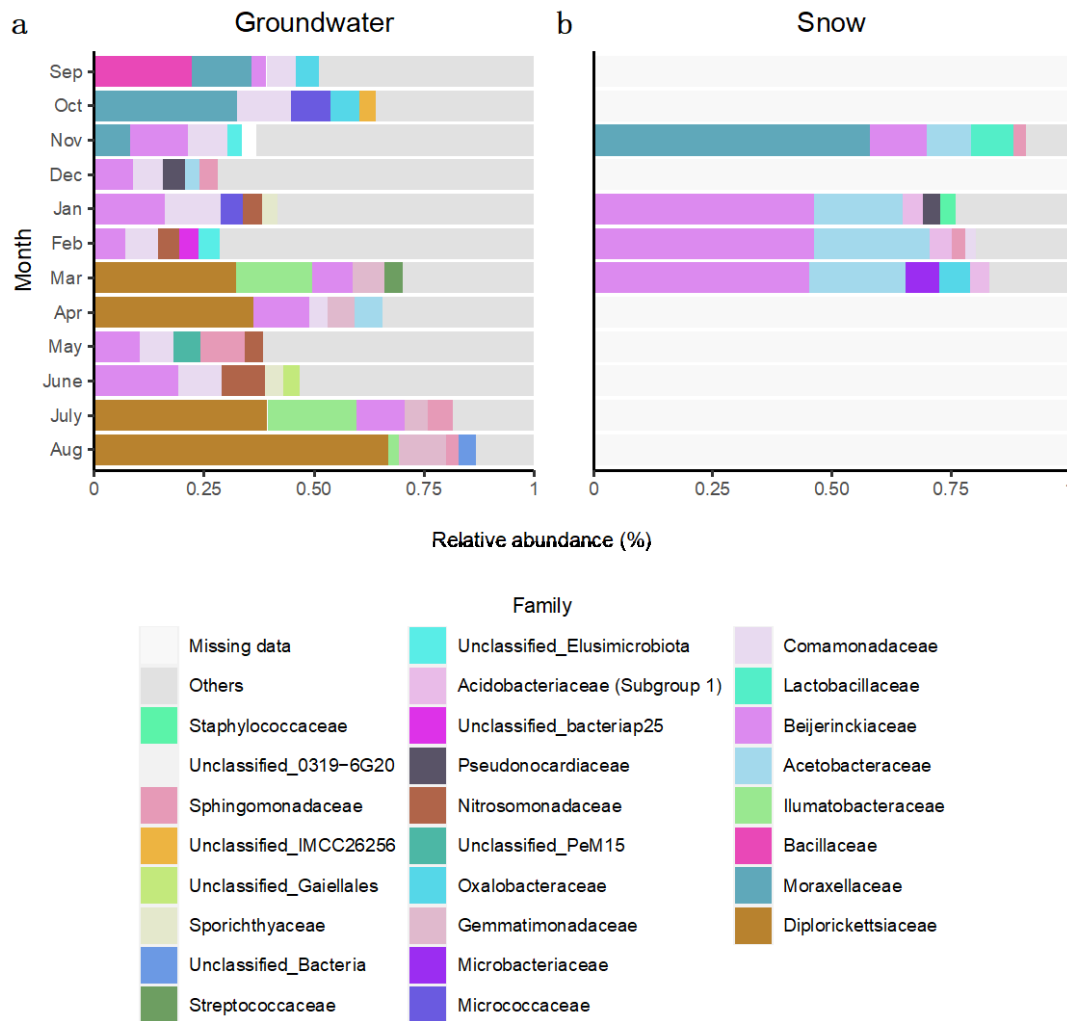 a Groundwater b Snow
Sep
Oct
Nov
Dec
Jan
Feb
Mar
Apr
May
June
July
Aug
Month
0 0.25 0.50 0.75 1 0 0.25 0.50 0.75 1
Relative abundance (%)
Family
Missing data
Others
Staphylococcaceae
Unclassified_0319−6G20
Sphingomonadaceae
Unclassified_IMCC26256
Unclassified_Gaiellales
Sporichthyaceae
Unclassified_Bacteria
Streptococcaceae
Unclassified_Elusimicrobiota
Acidobacteriaceae (Subgroup 1)
Unclassified_bacteriap25
Pseudonocardiaceae
Nitrosomonadaceae
Unclassified_PeM15
Oxalobacteraceae
Gemmatimonadaceae
Microbacteriaceae
Micrococcaceae
Comamonadaceae
Lactobacillaceae
Beijerinckiaceae
Acetobacteraceae
Ilumatobacteraceae
Bacillaceae
Moraxellaceae
Diplorickettsiaceae